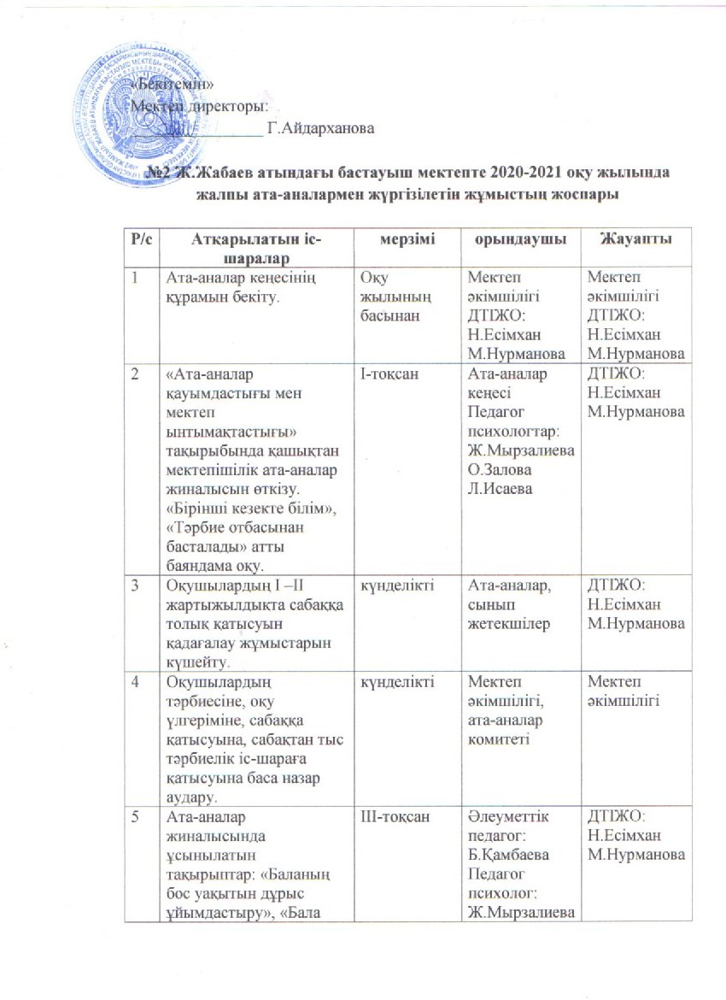 «Бекітемін»
Мектеп директоры:
________________ Г.Айдарханова
№2 Ж.Жабаев атындағы бастауыш мектепте 2020-2021 оқу жылында
жалпы ата-аналармен жүргізілетін жұмыстың жоспары
Р/с
Атқарылатын іс-
шаралар
мерзімі
орындаушы
Жауапты
1
Ата-аналар кеңесінің
құрамын бекіту.
Оқу
жылының
басынан
Мектеп
әкімшілігі
ДТІЖО:
Н.Есімхан
М.Нурманова
Мектеп
әкімшілігі
ДТІЖО:
Н.Есімхан
М.Нурманова
2
«Ата-аналар
қауымдастығы мен
мектеп
ынтымақтастығы»
тақырыбында қашықтан
мектепішілік ата-аналар
жиналысын өткізу.
«Бірінші кезекте білім»,
«Тәрбие отбасынан
басталады» атты
баяндама оқу.
I-тоқсан
Ата-аналар
кеңесі
Педагог
психологтар:
Ж.Мырзалиева
О.Залова
Л.Исаева
ДТІЖО:
Н.Есімхан
М.Нурманова
3
Оқушылардың I –II
жартыжылдықта сабаққа
толық қатысуын
қадағалау жұмыстарын
күшейту.
күнделікті
Ата-аналар,
сынып
жетекшілер
ДТІЖО:
Н.Есімхан
М.Нурманова
4
Оқушылардың
тәрбиесіне, оқу
үлгеріміне, сабаққа
қатысуына, сабақтан тыс
тәрбиелік іс-шараға
қатысуына баса назар
аудару.
күнделікті
Мектеп
әкімшілігі,
ата-аналар
комитеті
Мектеп
әкімшілігі
5
Ата-аналар
жиналысында
ұсынылатын
тақырыптар: «Баланың
бос уақытын дұрыс
ұйымдастыру», «Бала
III-тоқсан
Әлеуметтік
педагог:
Б.Қамбаева
Педагог
психолог:
Ж.Мырзалиева
ДТІЖО:
Н.Есімхан
М.Нурманова